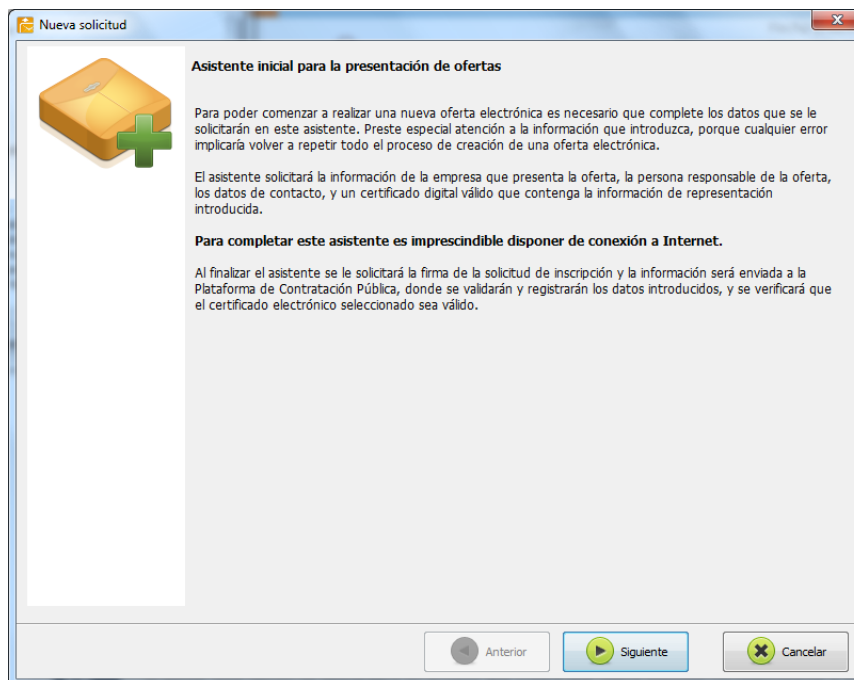 Nueva solicitud
Asistente inicial para la presentación de ofertas
Para poder comenzar a realizar una nueva oferta electrónica es necesario que complete los datos que se le
solicitarán en este asistente. Preste especial atención a la información que introduzca, porque cualquier error
implicaría volver a repetir todo el proceso de creación de una oferta electrónica.
El asistente solicitará la información de la empresa que presenta la oferta, la persona responsable de la oferta,
los datos de contacto, y un certificado digital válido que contenga la información de representación
introducida.
Para completar este asistente es imprescindible disponer de conexión a Internet.
Al finalizar el asistente se le solicitará la firma de la solicitud de inscripción y la información será enviada a la
Plataforma de Contratación Pública, donde se validarán y registrarán los datos introducidos, y se verificará que
el certificado electrónico seleccionado sea válido.
Anterior
Siguiente
Cancelar